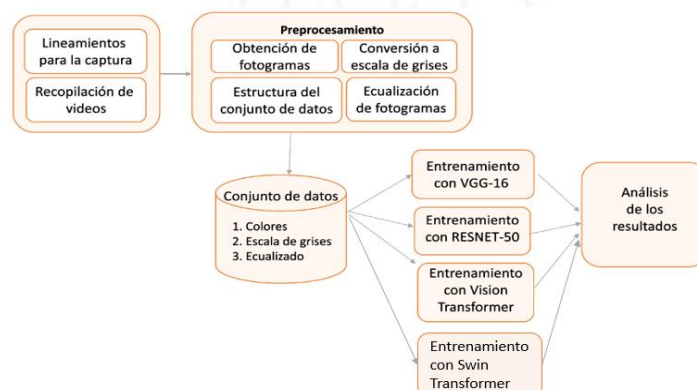 Lineamientos
para la captura
Recopilación de
videos
Preprocesamiento
Obtención de
fotogramas
Conversión a
escala de grises
Estructura del
conjunto de datos
Ecualización
de fotogramas
Conjunto de datos
1. Colores
2. Escala de grises
3. Ecualizado
Entrenamiento
con VGG-16
Entrenamiento
con RESNET-50
Entrenamiento
con Vision
Transformer
Entrenamiento
con Swin
Transformer
Análisis
de los
resultados